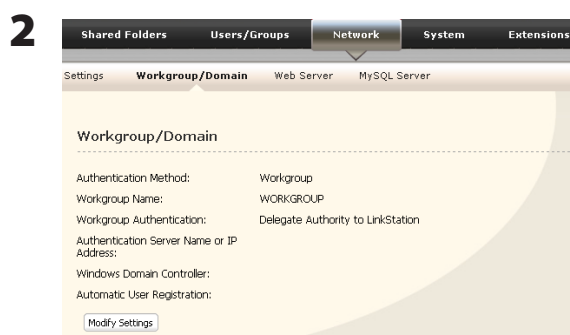 2
Shared Folders Users/Groups Network System Extensions
Settings Workgroup/Domain Web Server MySQL Server
Workgroup/Domain
Authentication Method: Workgroup
Workgroup Name: WORKGROUP
Workgroup Authentication: Delegate Authority to LinkStation
Authentication Server Name or IP
Address:
Windows Domain Controller:
Automatic User Registration:
Modify Settings